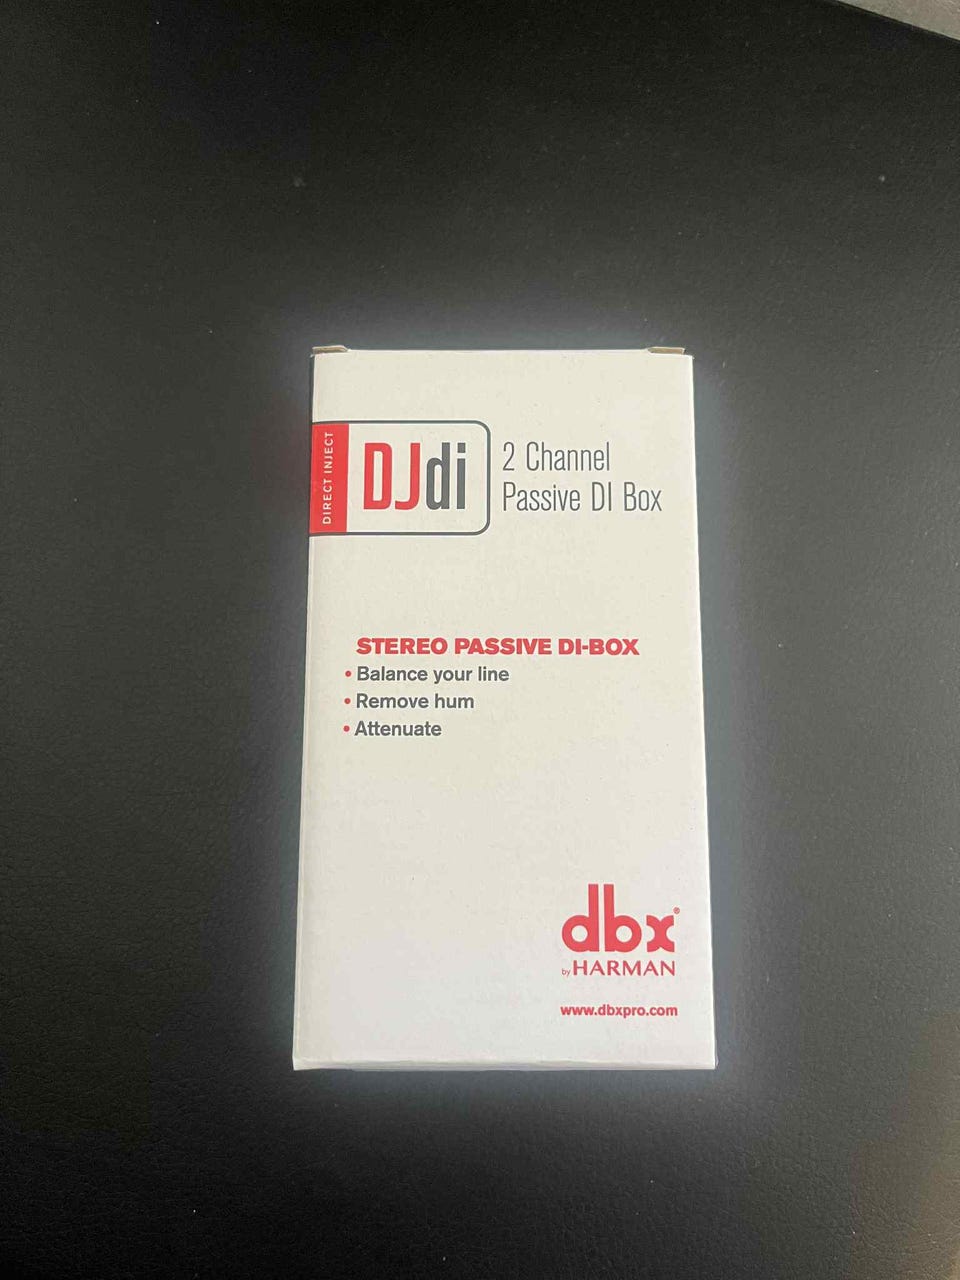 DIRECT INJECT
DJdi
2 Channel
Passive DI Box
STEREO PASSIVE DI-BOX
• Balance your line
• Remove hum
• Attenuate
dbx®
by HARMAN
www.dbxpro.com